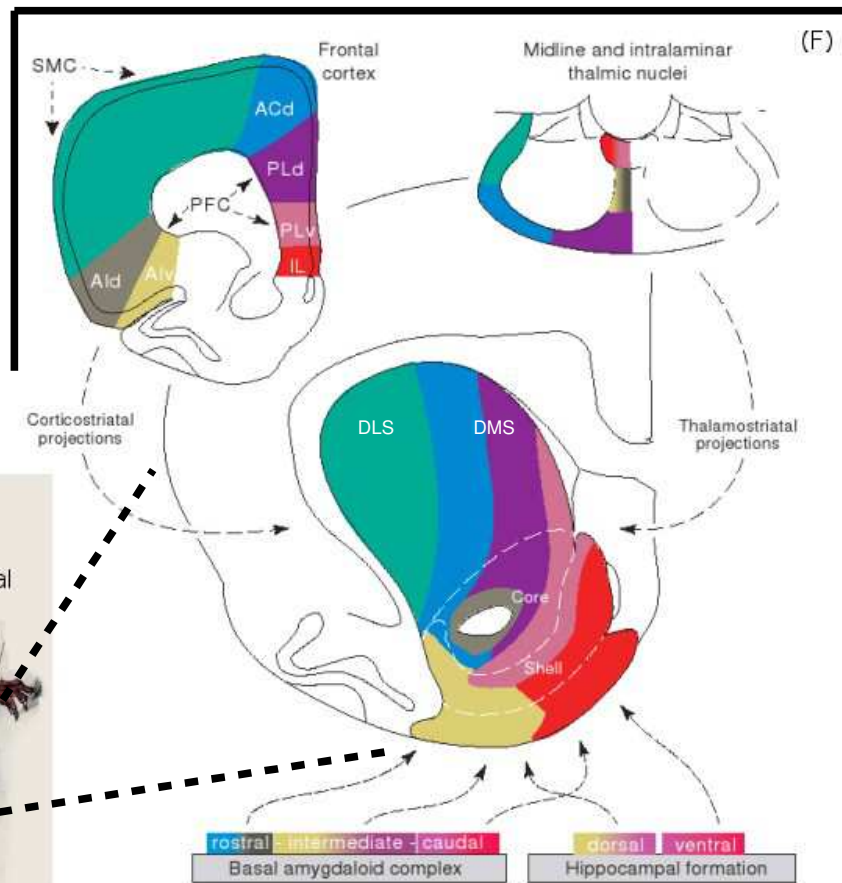 (F)
Frontal
cortex
Midline and intralaminar
thalmic nuclei
SMC
ACd
PLd
PFC
PLv
IL
AId
AIv
Corticostriatal
projections
Thalamostriatal
projections
DLS
DMS
Core
Shell
al
rostral - intermediate - caudal
Basal amygdaloid complex
dorsal
ventral
Hippocampal formation